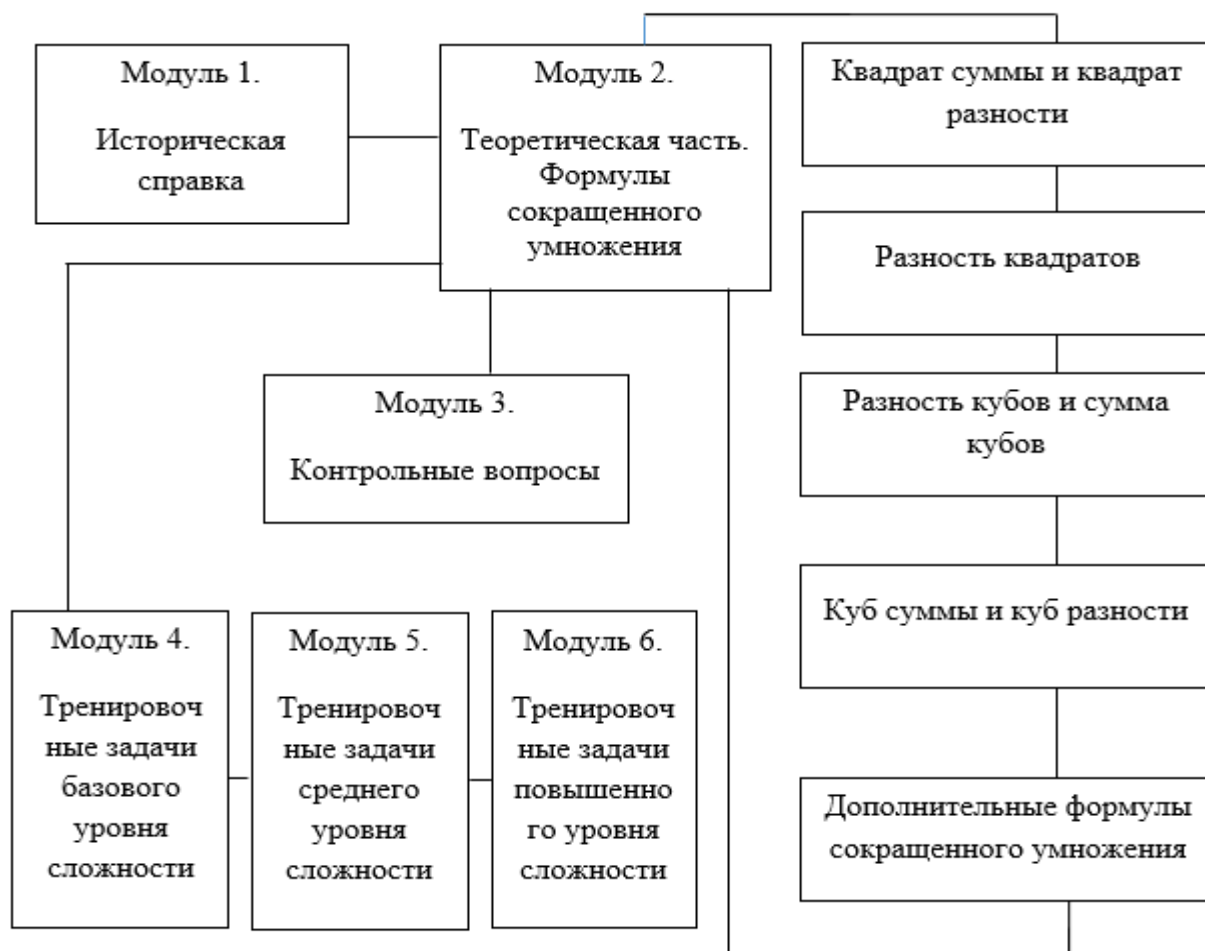 Модуль 1.
Историческая
справка
Модуль 2.
Теоретическая часть.
Формулы
сокращенного
умножения
Квадрат суммы и квадрат
разности
Разность квадратов
Разность кубов и сумма
кубов
Куб суммы и куб разности
Дополнительные формулы
сокращенного умножения
Модуль 3.
Контрольные вопросы
Модуль 4.
Тренировоч
ные задачи
базового
уровня
сложности
Модуль 5.
Тренировоч
ные задачи
среднего
уровня
сложности
Модуль 6.
Тренировоч
ные задачи
повышенно
го уровня
сложности